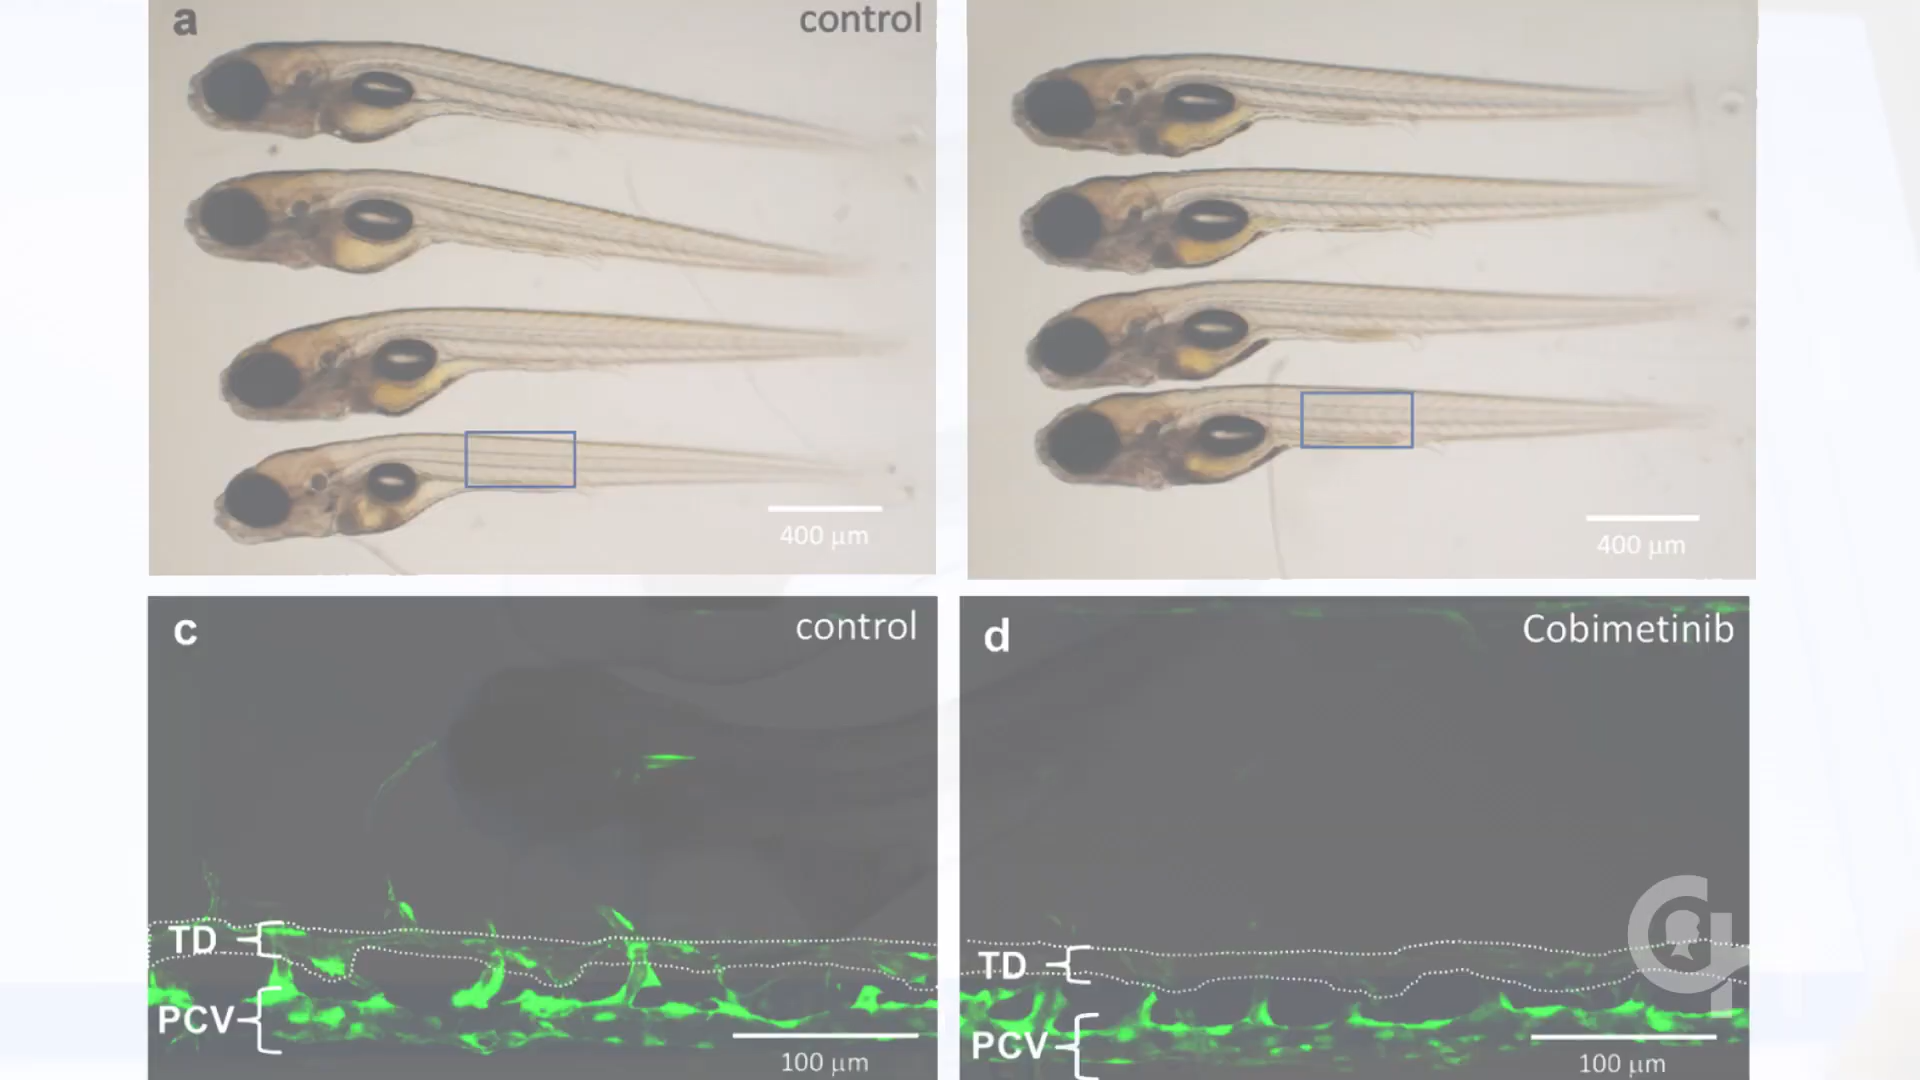 a control
400 μm
400 μm
c control
TD
PCV
100 μm
d Cobimetinib
TD
PCV
100 μm